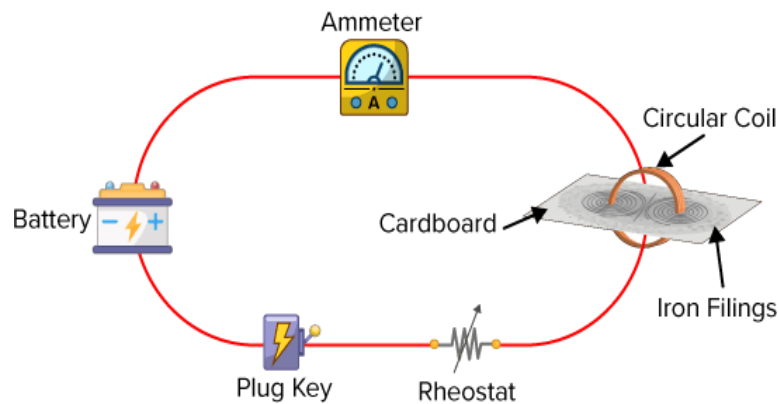 Ammeter
A
Circular Coil
Battery
Cardboard
Iron Filings
Plug Key
Rheostat